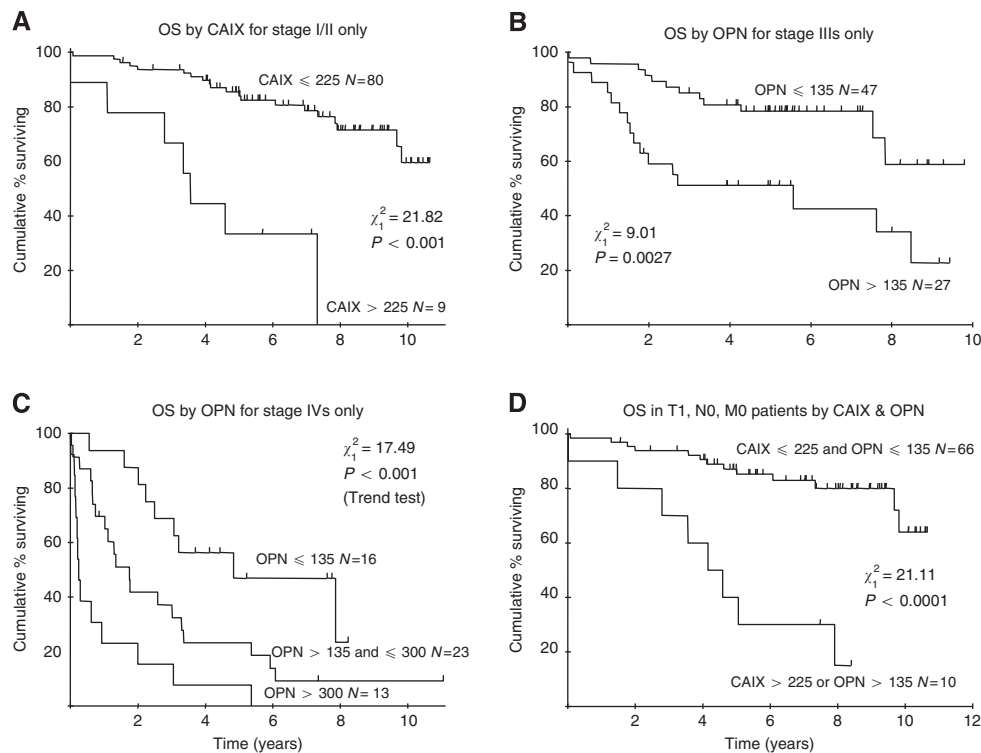 A
OS by CAIX for stage I/II only
Cumulative % surviving
100
80
60
40
20
CAIX ⩽ 225 N=80
χ²₁ = 21.82
P < 0.001
CAIX > 225 N= 9
2 4 6 8 10
B
OS by OPN for stage IIIs only
Cumulative % surviving
100
80
60
40
20
OPN ⩽ 135 N=47
χ²₁ = 9.01
P = 0.0027
OPN > 135 N=27
2 4 6 8 10
C
OS by OPN for stage IVs only
Cumulative % surviving
100
80
60
40
20
χ²₁ = 17.49
P < 0.001
(Trend test)
OPN ⩽ 135 N=16
OPN > 135 and ⩽ 300 N=23
OPN > 300 N= 13
2 4 6 8 10
Time (years)
D
OS in T1, N0, M0 patients by CAIX & OPN
Cumulative % surviving
100
80
60
40
20
CAIX ⩽ 225 and OPN ⩽ 135 N=66
χ²₁ = 21.11
P < 0.0001
CAIX > 225 or OPN > 135 N=10
2 4 6 8 10 12
Time (years)